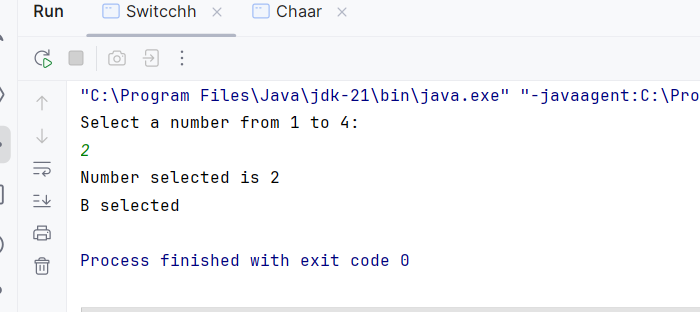 Run Switcchh Chaar
"C:\Program Files\Java\jdk-21\bin\java.exe" "-javaagent:C:\Pro
Select a number from 1 to 4:
2
Number selected is 2
B selected
Process finished with exit code 0